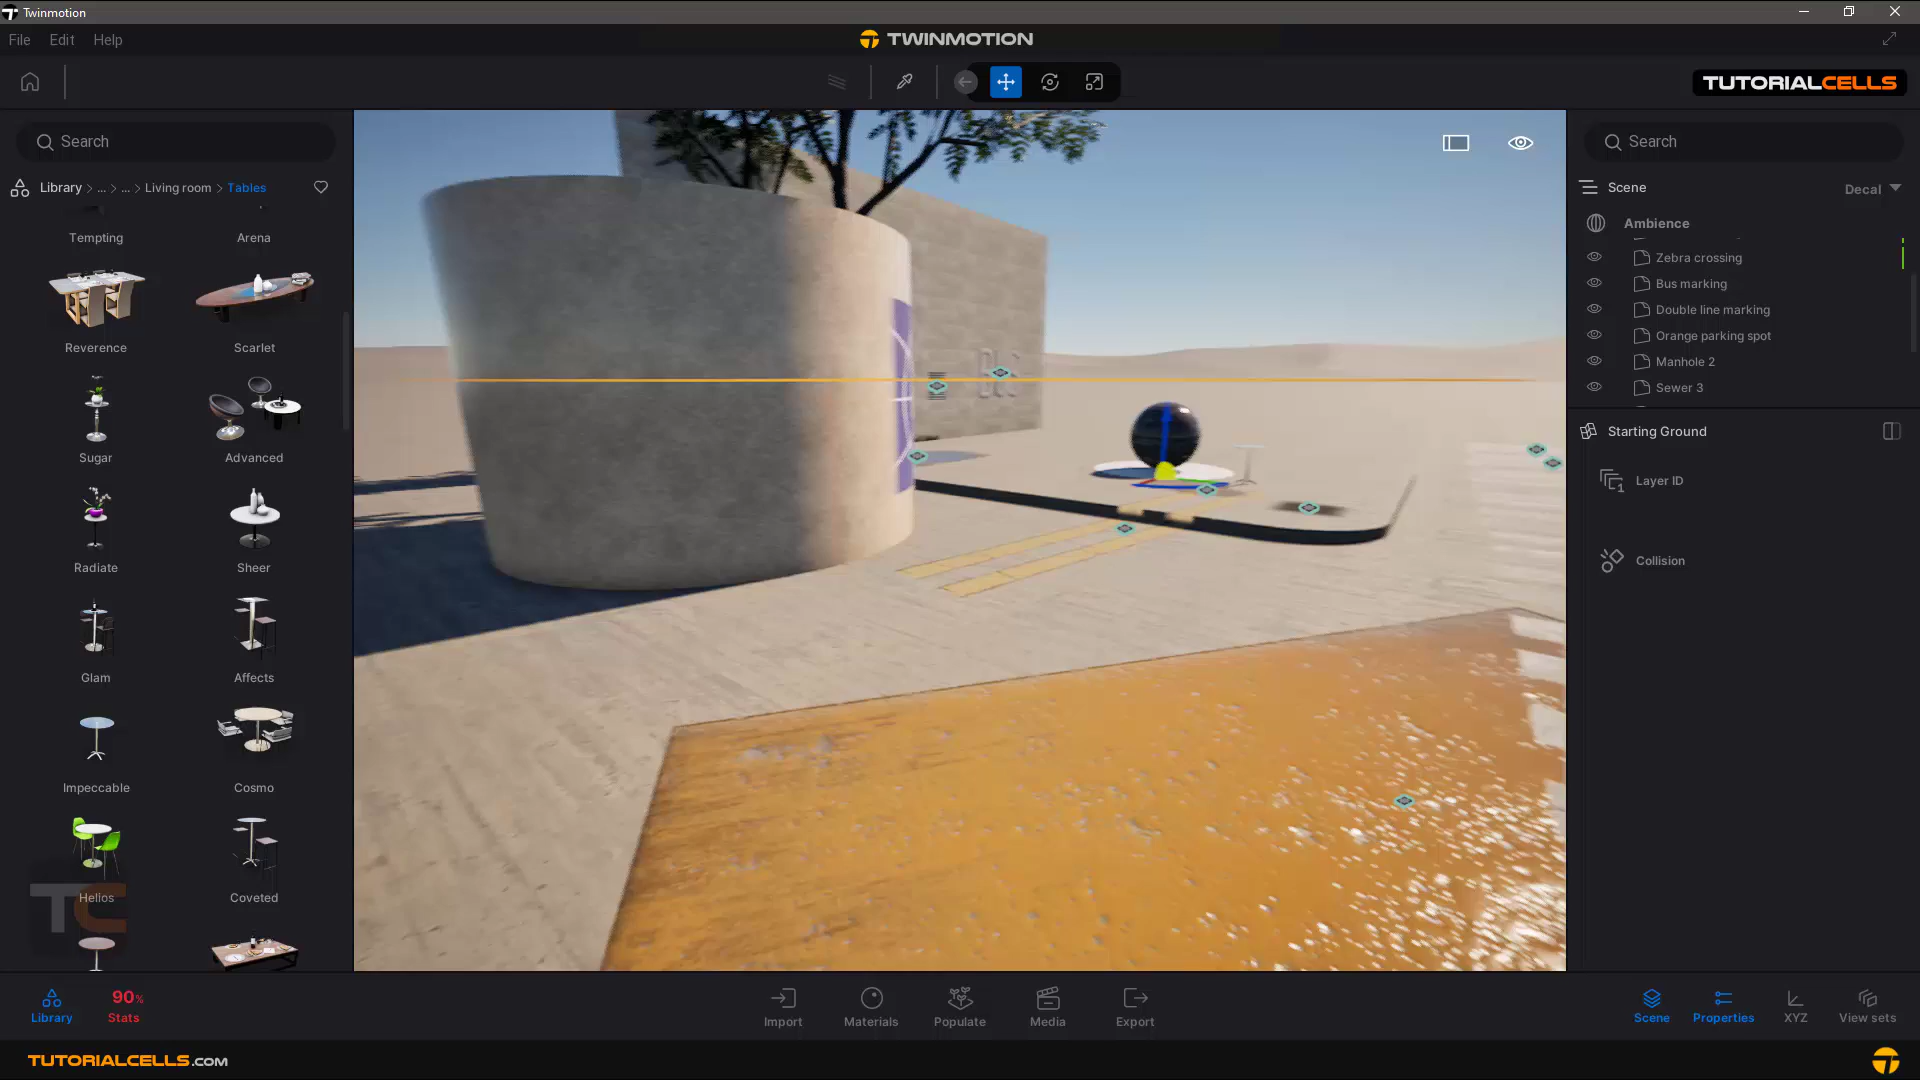 Twinmotion
File Edit Help
TWINMOTION
TUTORIALCELLS
Search
Library > ... > ... > Living room > Tables
Tempting Arena
Reverence Scarlet
Sugar Advanced
Radiate Sheer
Glam Affects
Impeccable Cosmo
Helios Coveted
TC
Search
Scene Decal
Ambience
Zebra crossing
Bus marking
Double line marking
Orange parking spot
Manhole 2
Sewer 3
Starting Ground
Layer ID
Collision
90%
Library Stats Import Materials Populate Media Export Scene Properties XYZ View sets
TUTORIALCELLS.COM